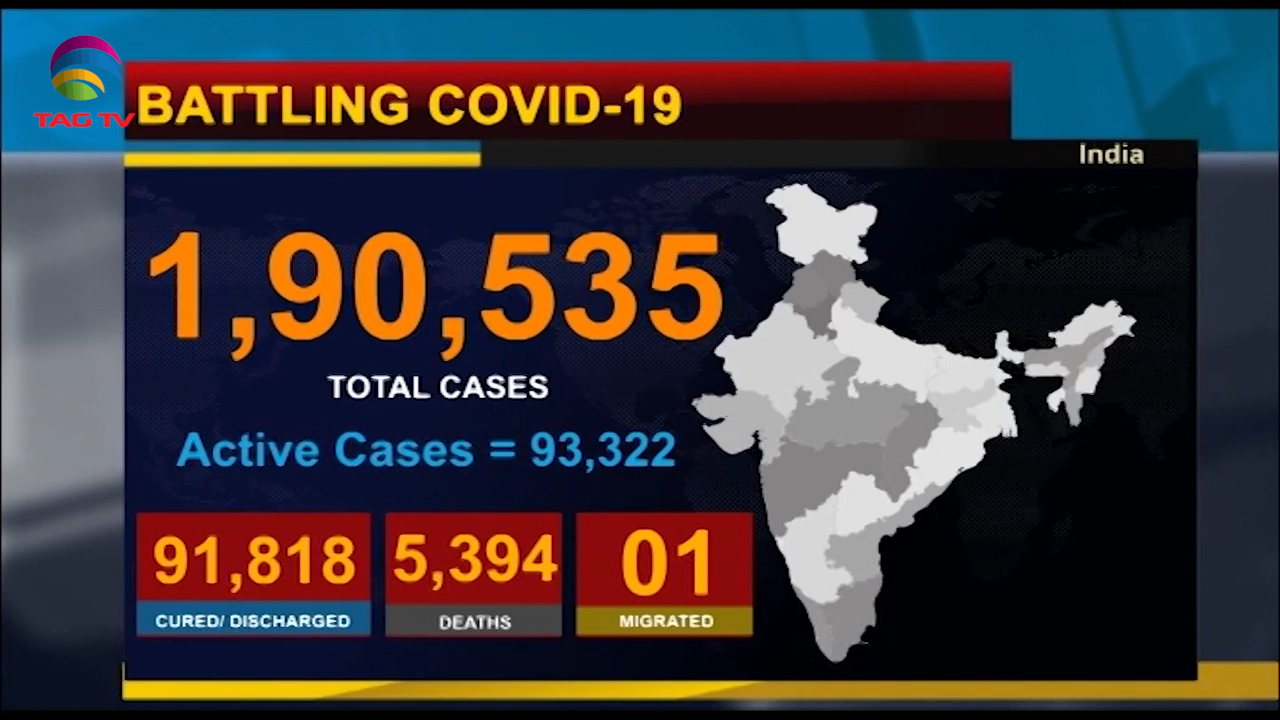 TAG TV
BATTLING COVID-19
India
1,90,535
TOTAL CASES
Active Cases = 93,322
91,818
CURED/ DISCHARGED
5,394
DEATHS
01
MIGRATED